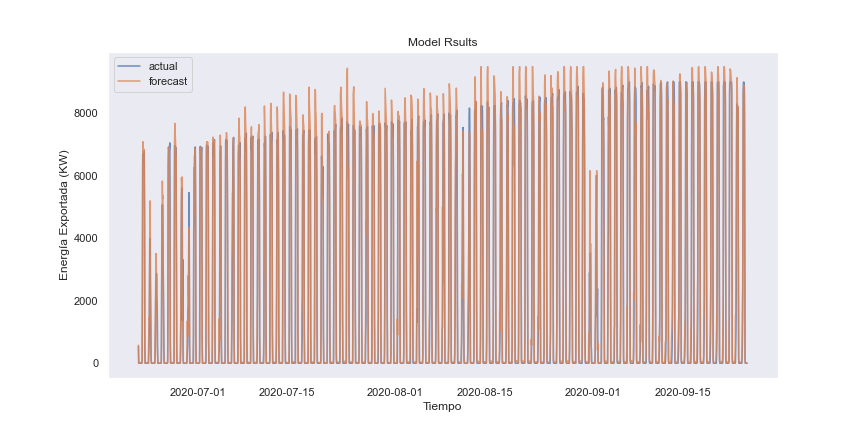 Model Rsults
actual
forecast
Energía Exportada (KW)
8000
6000
4000
2000
0
2020-07-01 2020-07-15 2020-08-01 2020-08-15 2020-09-01 2020-09-15
Tiempo